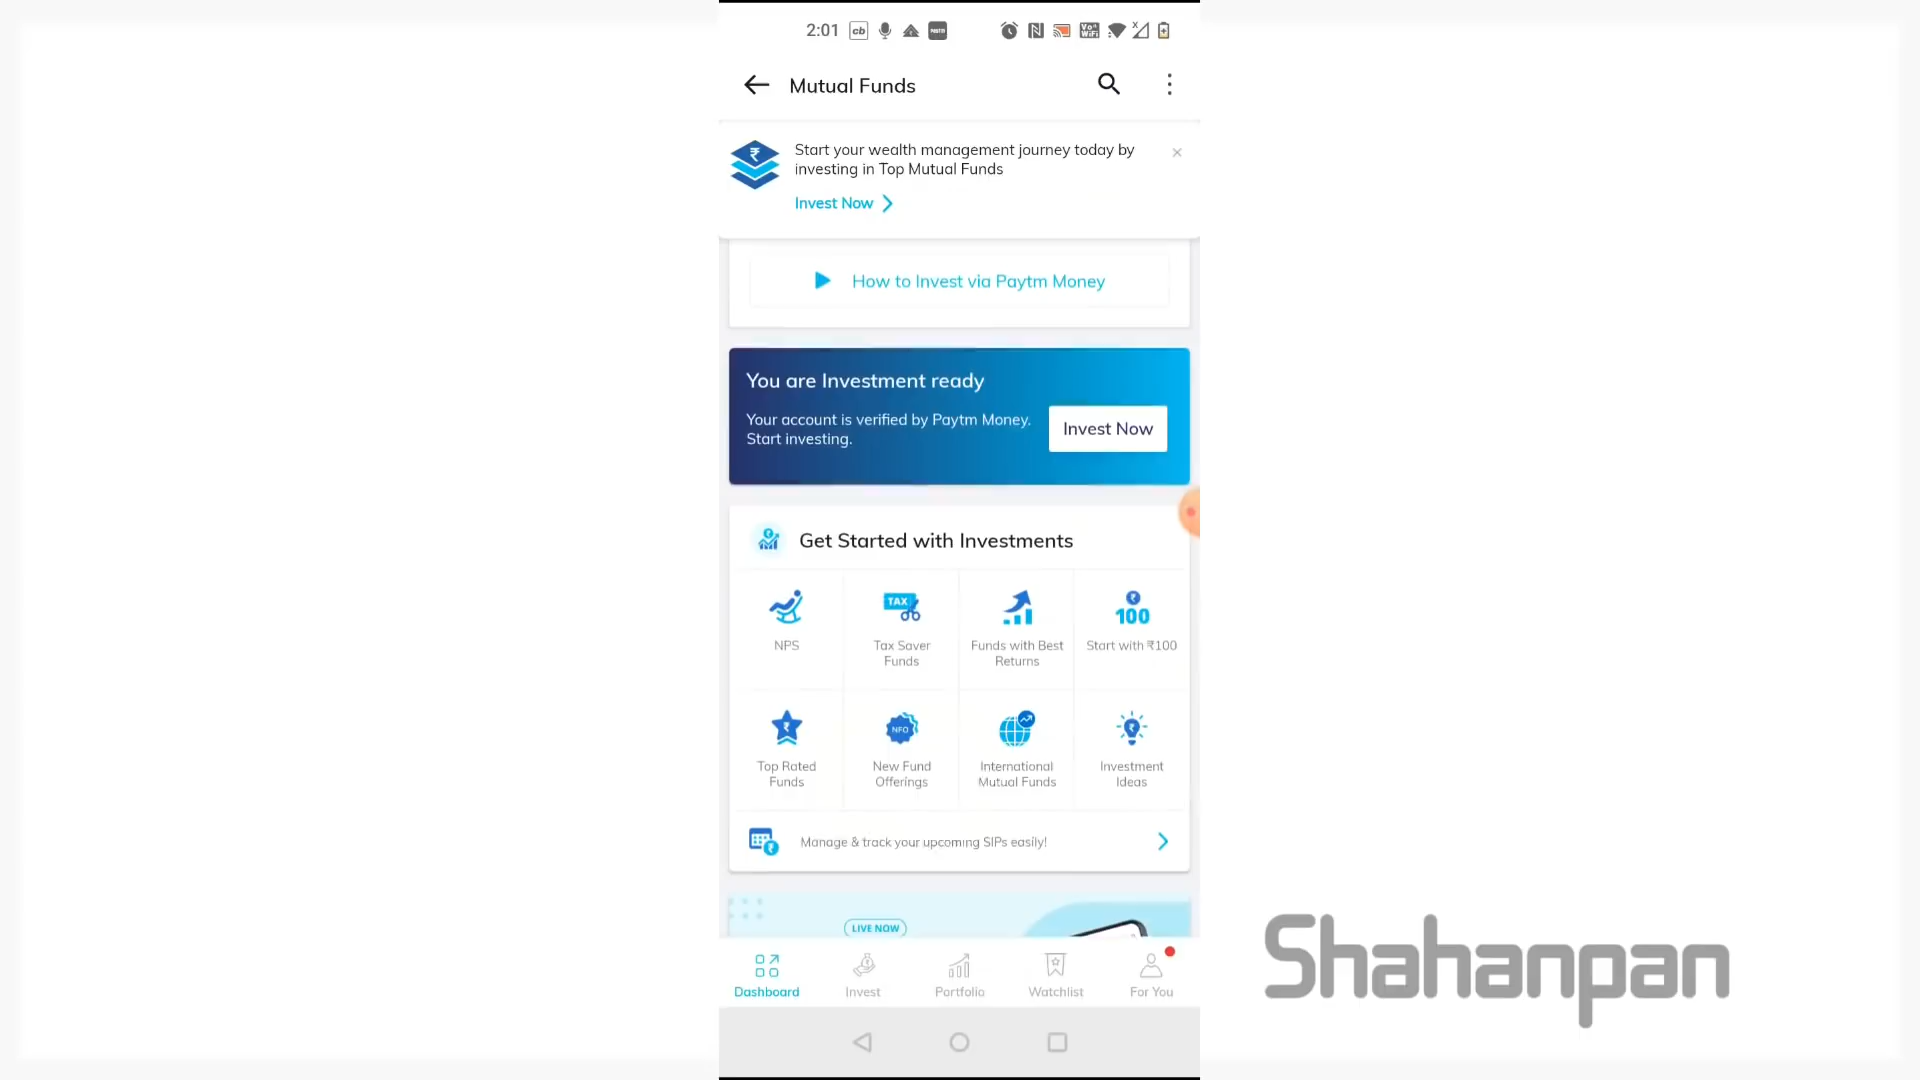 2:01
Mutual Funds
Start your wealth management journey today by
investing in Top Mutual Funds
Invest Now
How to Invest via Paytm Money
You are Investment ready
Your account is verified by Paytm Money.
Start investing.
Invest Now
Get Started with Investments
TAX
₹
100
NPS
Tax Saver
Funds
Funds with Best
Returns
Start with ₹100
NFO
Top Rated
Funds
New Fund
Offerings
International
Mutual Funds
Investment
Ideas
Manage & track your upcoming SIPs easily!
LIVE NOW
Dashboard
Invest
Portfolio
Watchlist
For You
Shahanpan